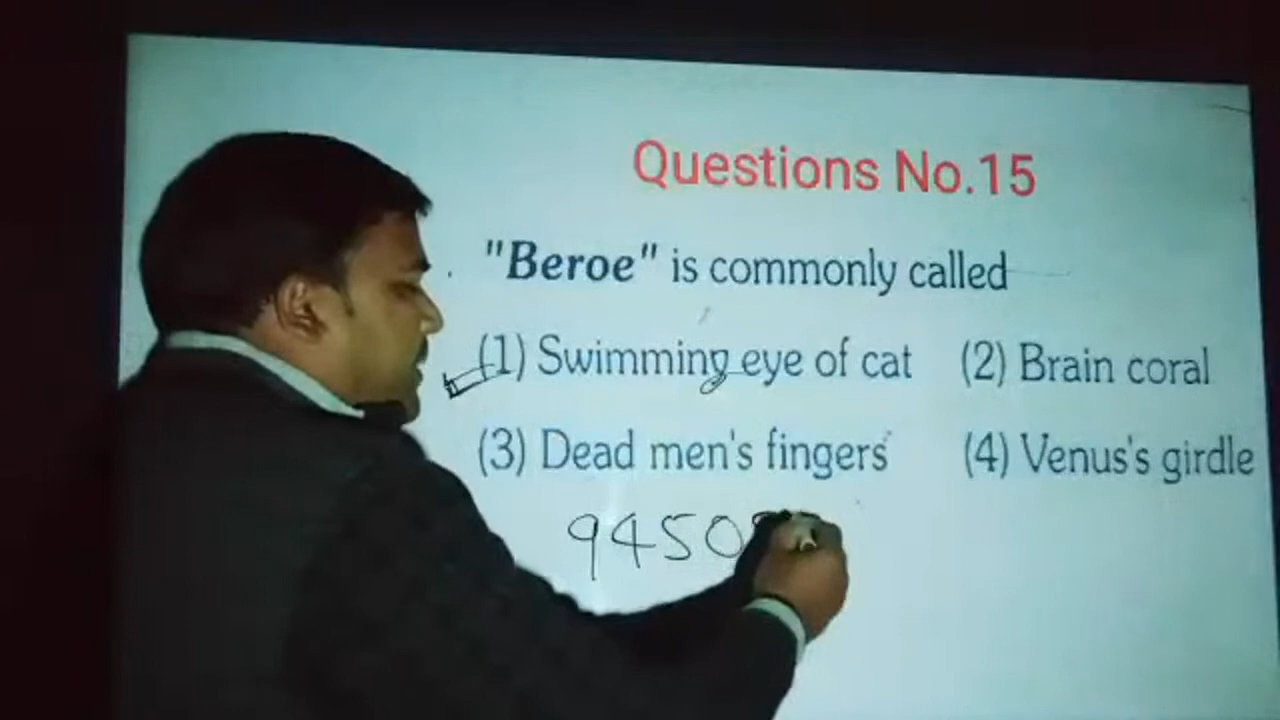 Questions No.15
"Beroe" is commonly called
(1) Swimming eye of cat (2) Brain coral
(3) Dead men's fingers (4) Venus's girdle
9450